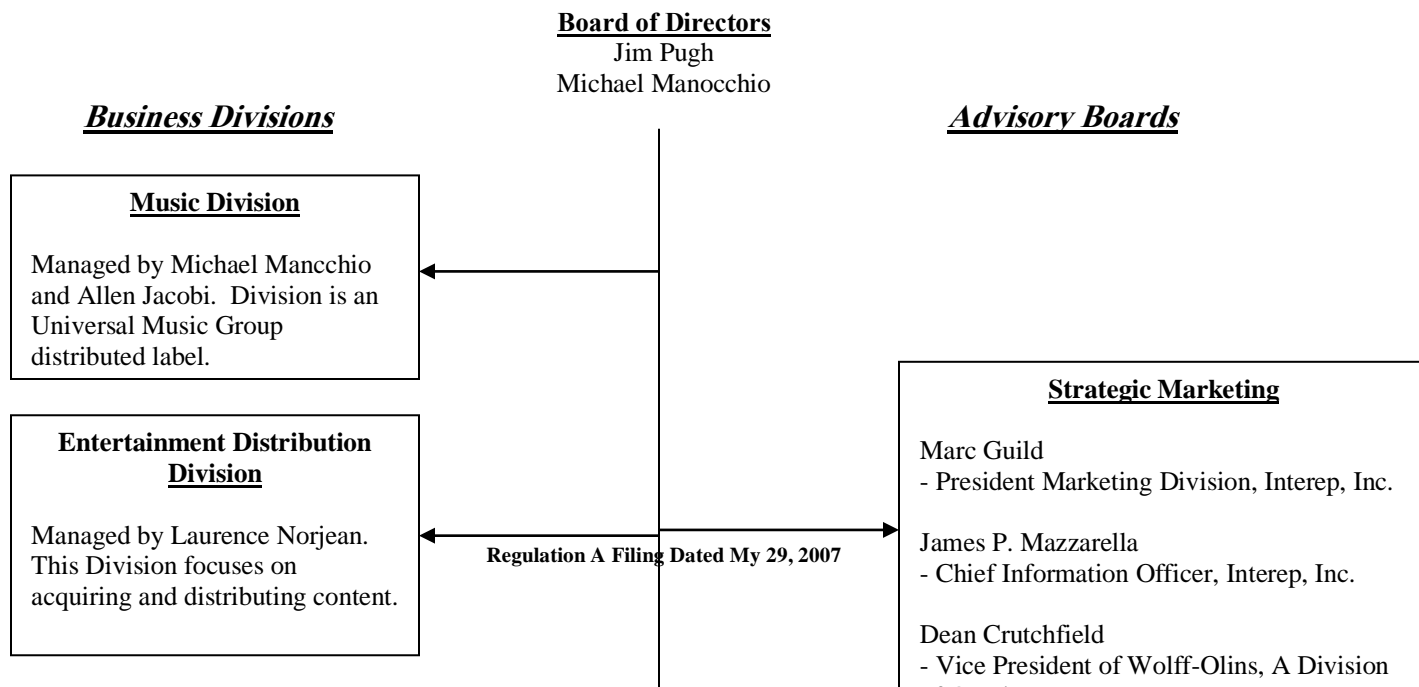 Board of Directors
Jim Pugh
Michael Manocchio
Business Divisions
Advisory Boards
Music Division
Managed by Michael Mancchio
and Allen Jacobi.  Division is an
Universal Music Group
distributed label.
Entertainment Distribution
Division
Managed by Laurence Norjean.
This Division focuses on
acquiring and distributing content.
Regulation A Filing Dated My 29, 2007
Strategic Marketing
Marc Guild
- President Marketing Division, Interep, Inc.
James P. Mazzarella
- Chief Information Officer, Interep, Inc.
Dean Crutchfield
- Vice President of Wolff-Olins, A Division